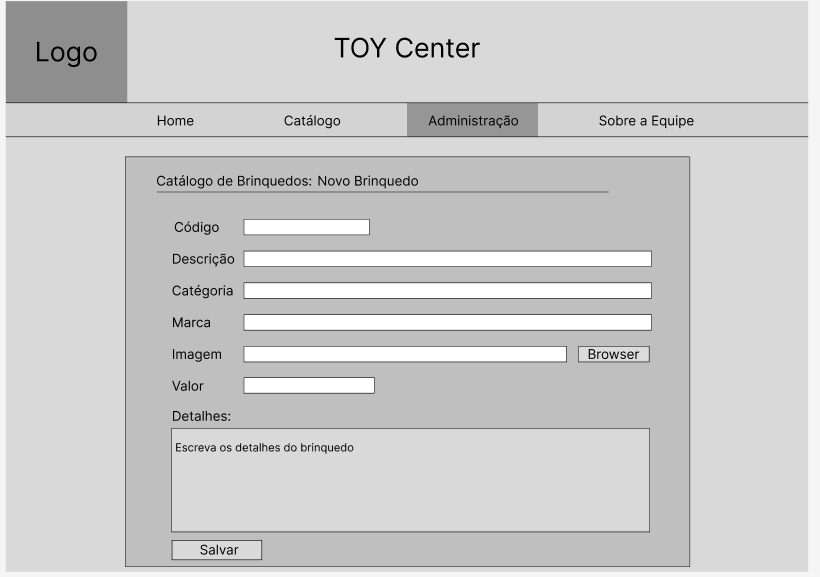 Logo
TOY Center
Home Catálogo Administração Sobre a Equipe
Catálogo de Brinquedos: Novo Brinquedo
Código
Descrição
Catégoria
Marca
Imagem Browser
Valor
Detalhes:
Escreva os detalhes do brinquedo
Salvar